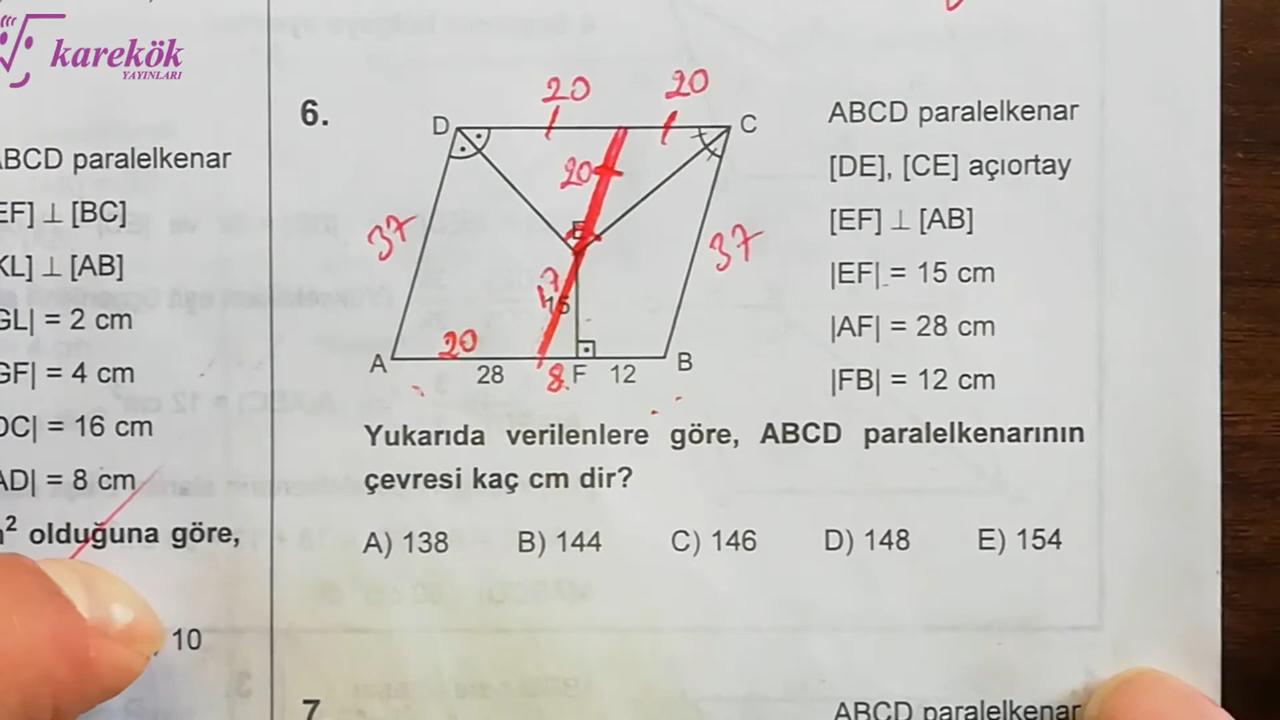 karekök
YAYINLARI
ABCD paralelkenar
EF] ⊥ [BC]
KL] ⊥ [AB]
GL| = 2 cm
GF| = 4 cm
DC| = 16 cm
AD| = 8 cm
² olduğuna göre,
10
6.
20 20
D C
20
E
37 37
17
15
20
A 28 8 F 12 B
ABCD paralelkenar
[DE], [CE] açıortay
[EF] ⊥ [AB]
|EF| = 15 cm
|AF| = 28 cm
|FB| = 12 cm
Yukarıda verilenlere göre, ABCD paralelkenarının
çevresi kaç cm dir?
A) 138 B) 144 C) 146 D) 148 E) 154
7
ABCD paralelkenar